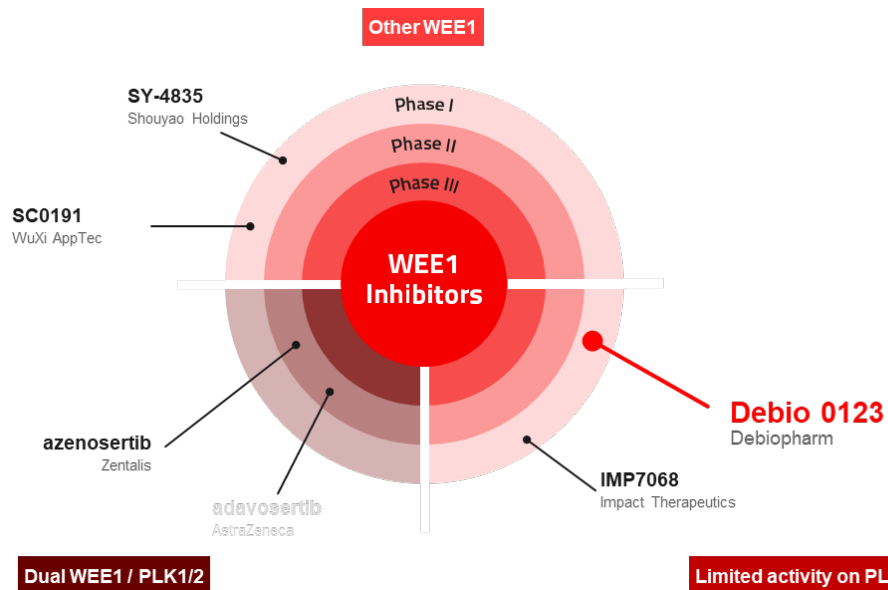 Other WEE1
Phase I
Phase II
Phase III
SY-4835
Shouyao Holdings
SC0191
WuXi AppTec
WEE1
Inhibitors
Debio 0123
Debiopharm
azenosertib
Zentalis
adavosertib
AstraZeneca
IMP7068
Impact Therapeutics
Dual WEE1 / PLK1/2
Limited activity on PL